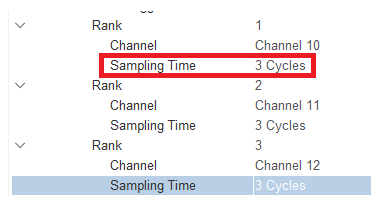 Rank 1
Channel Channel 10
Sampling Time 3 Cycles
Rank 2
Channel Channel 11
Sampling Time 3 Cycles
Rank 3
Channel Channel 12
Sampling Time 3 Cycles